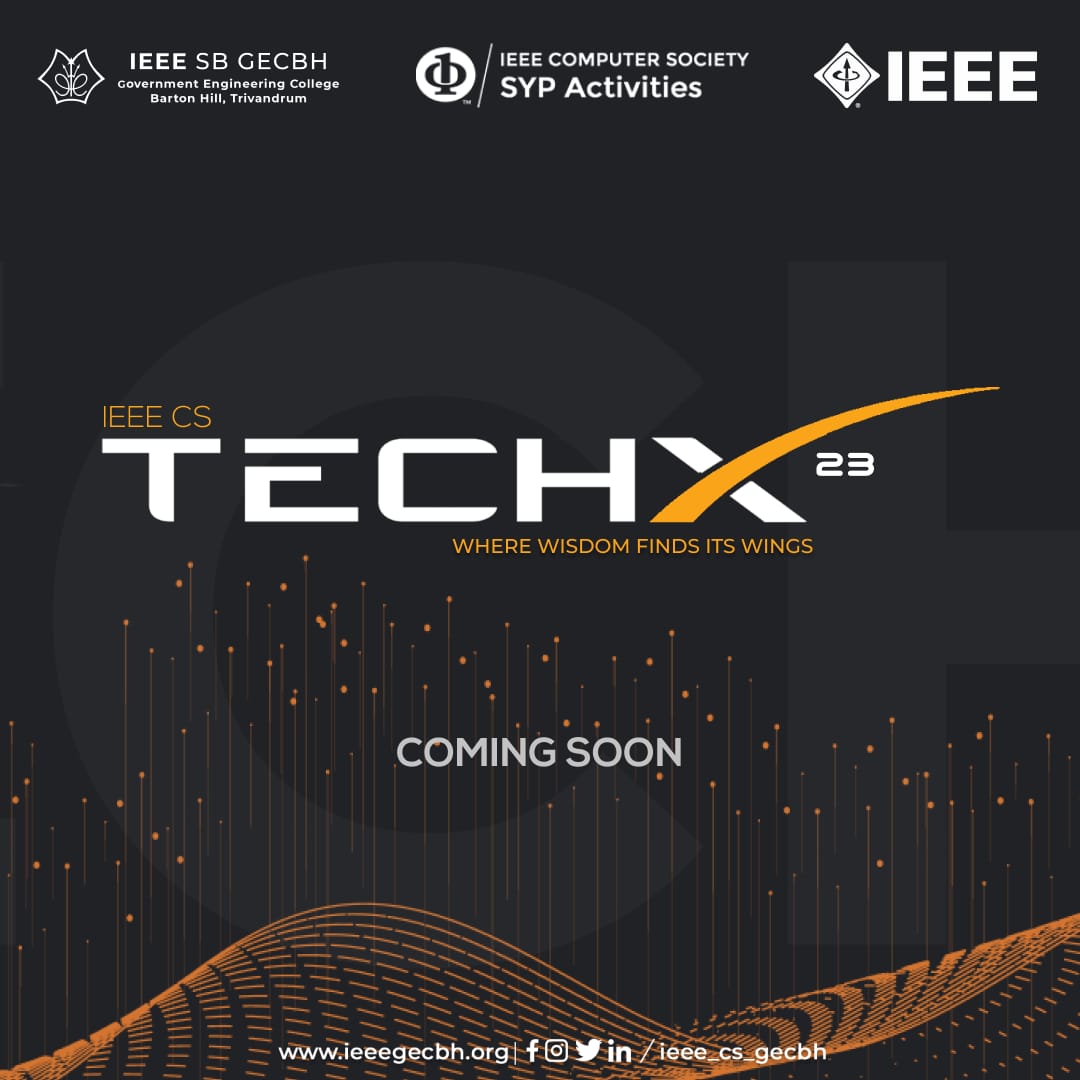 IEEE SB GECBH
Government Engineering College
Barton Hill, Trivandrum
IEEE COMPUTER SOCIETY
SYP Activities
TM
IEEE
®
IEEE CS
TECHX 23
WHERE WISDOM FINDS ITS WINGS
COMING SOON
www.ieeegecbh.org| /ieee_cs_gecbh